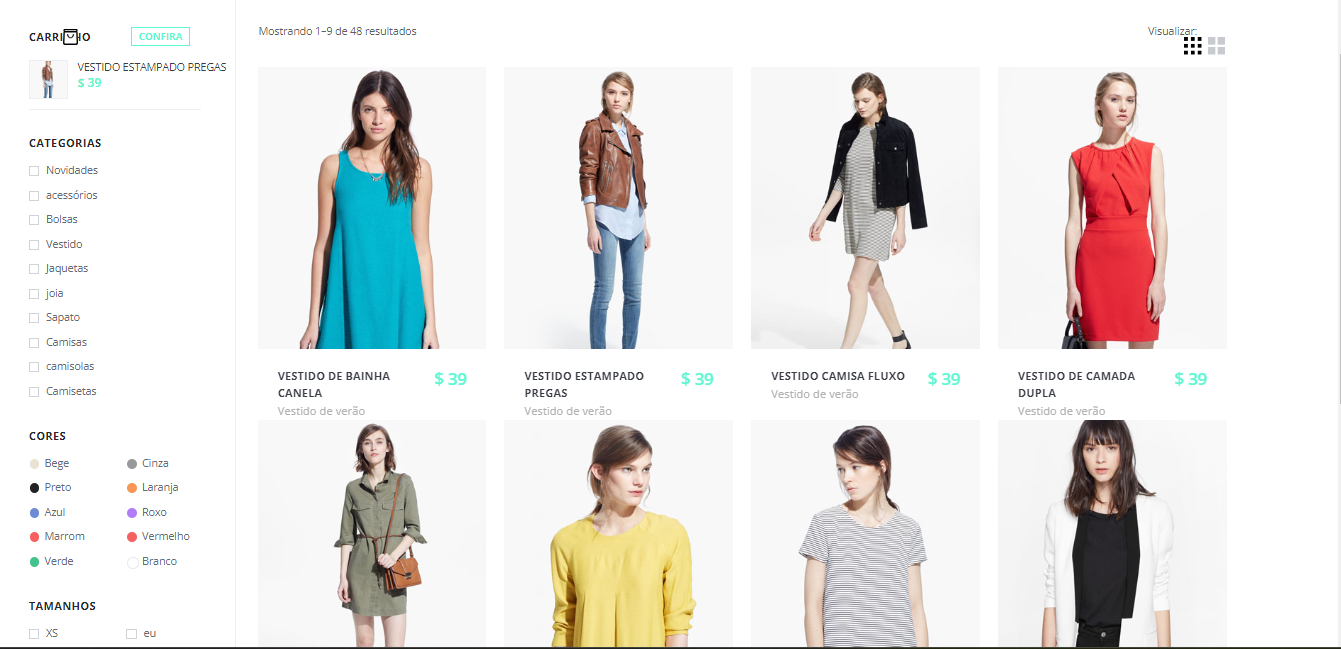 CARRINHO
CONFIRA
VESTIDO ESTAMPADO PREGAS
$ 39
CATEGORIAS
Novidades
acessórios
Bolsas
Vestido
Jaquetas
joia
Sapato
Camisas
camisolas
Camisetas
CORES
Bege
Cinza
Preto
Laranja
Azul
Roxo
Marrom
Vermelho
Verde
Branco
TAMANHOS
XS
eu
Mostrando 1–9 de 48 resultados
Visualizar:
VESTIDO DE BAINHA
CANELA
$ 39
Vestido de verão
VESTIDO ESTAMPADO
PREGAS
$ 39
Vestido de verão
VESTIDO CAMISA FLUXO
$ 39
Vestido de verão
VESTIDO DE CAMADA
DUPLA
$ 39
Vestido de verão